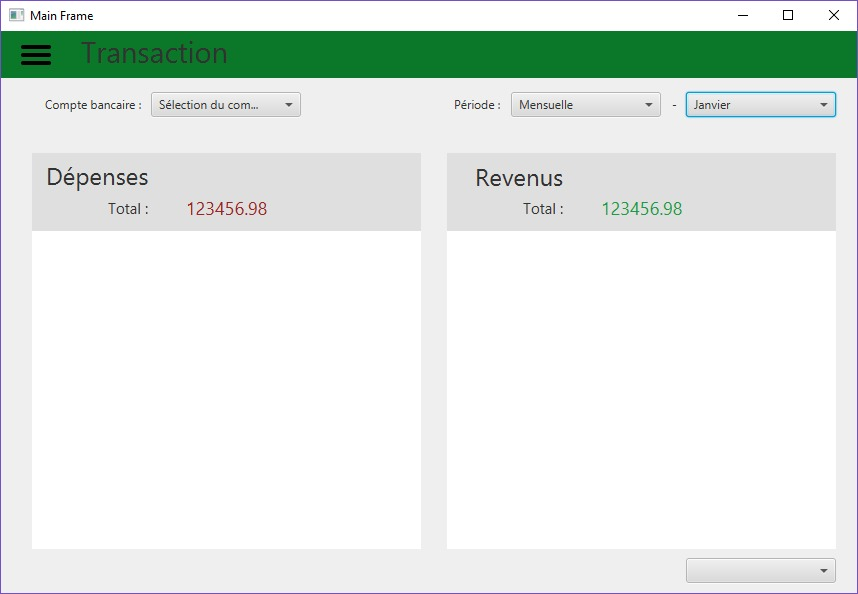 Main Frame
Transaction
Compte bancaire : Sélection du com... Période : Mensuelle - Janvier
Dépenses
Total : 123456.98
Revenus
Total : 123456.98